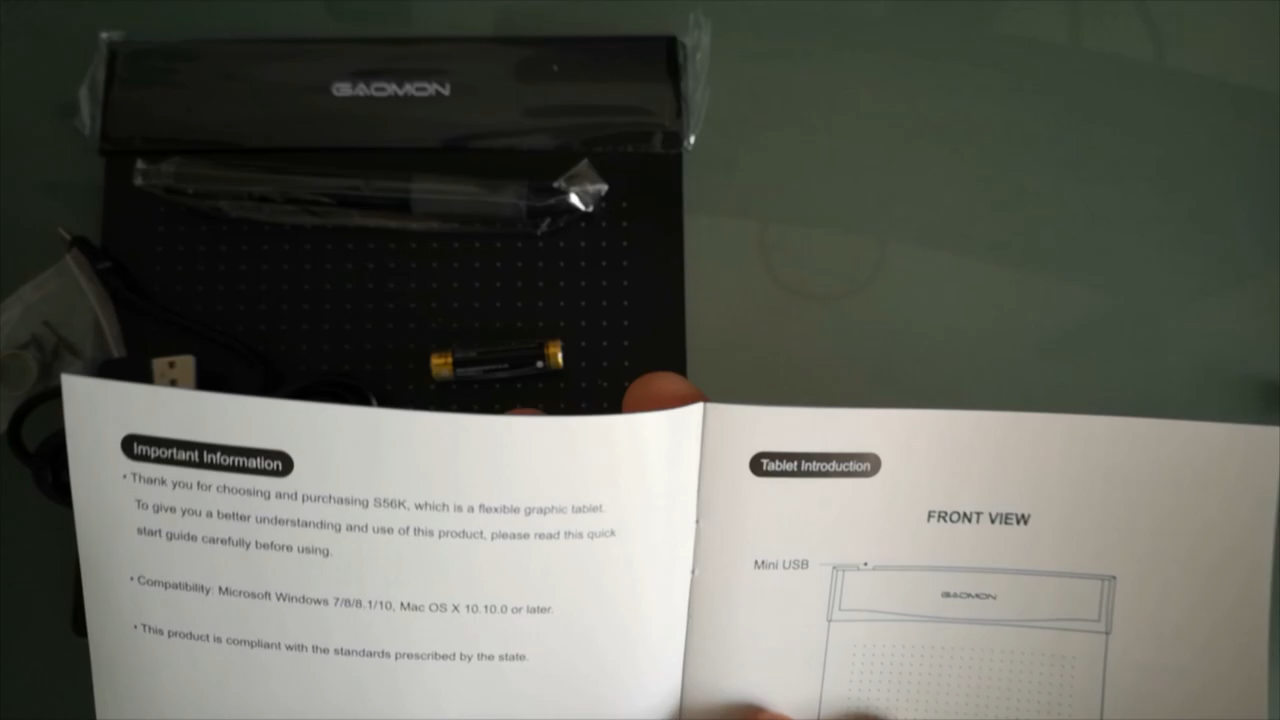 GAOMON
Important Information
• Thank you for choosing and purchasing S56K, which is a flexible graphic tablet.
To give you a better understanding and use of this product, please read this quick
start guide carefully before using.
• Compatibility: Microsoft Windows 7/8/8.1/10, Mac OS X 10.10.0 or later.
• This product is compliant with the standards prescribed by the state.
Tablet Introduction
FRONT VIEW
Mini USB
GAOMON